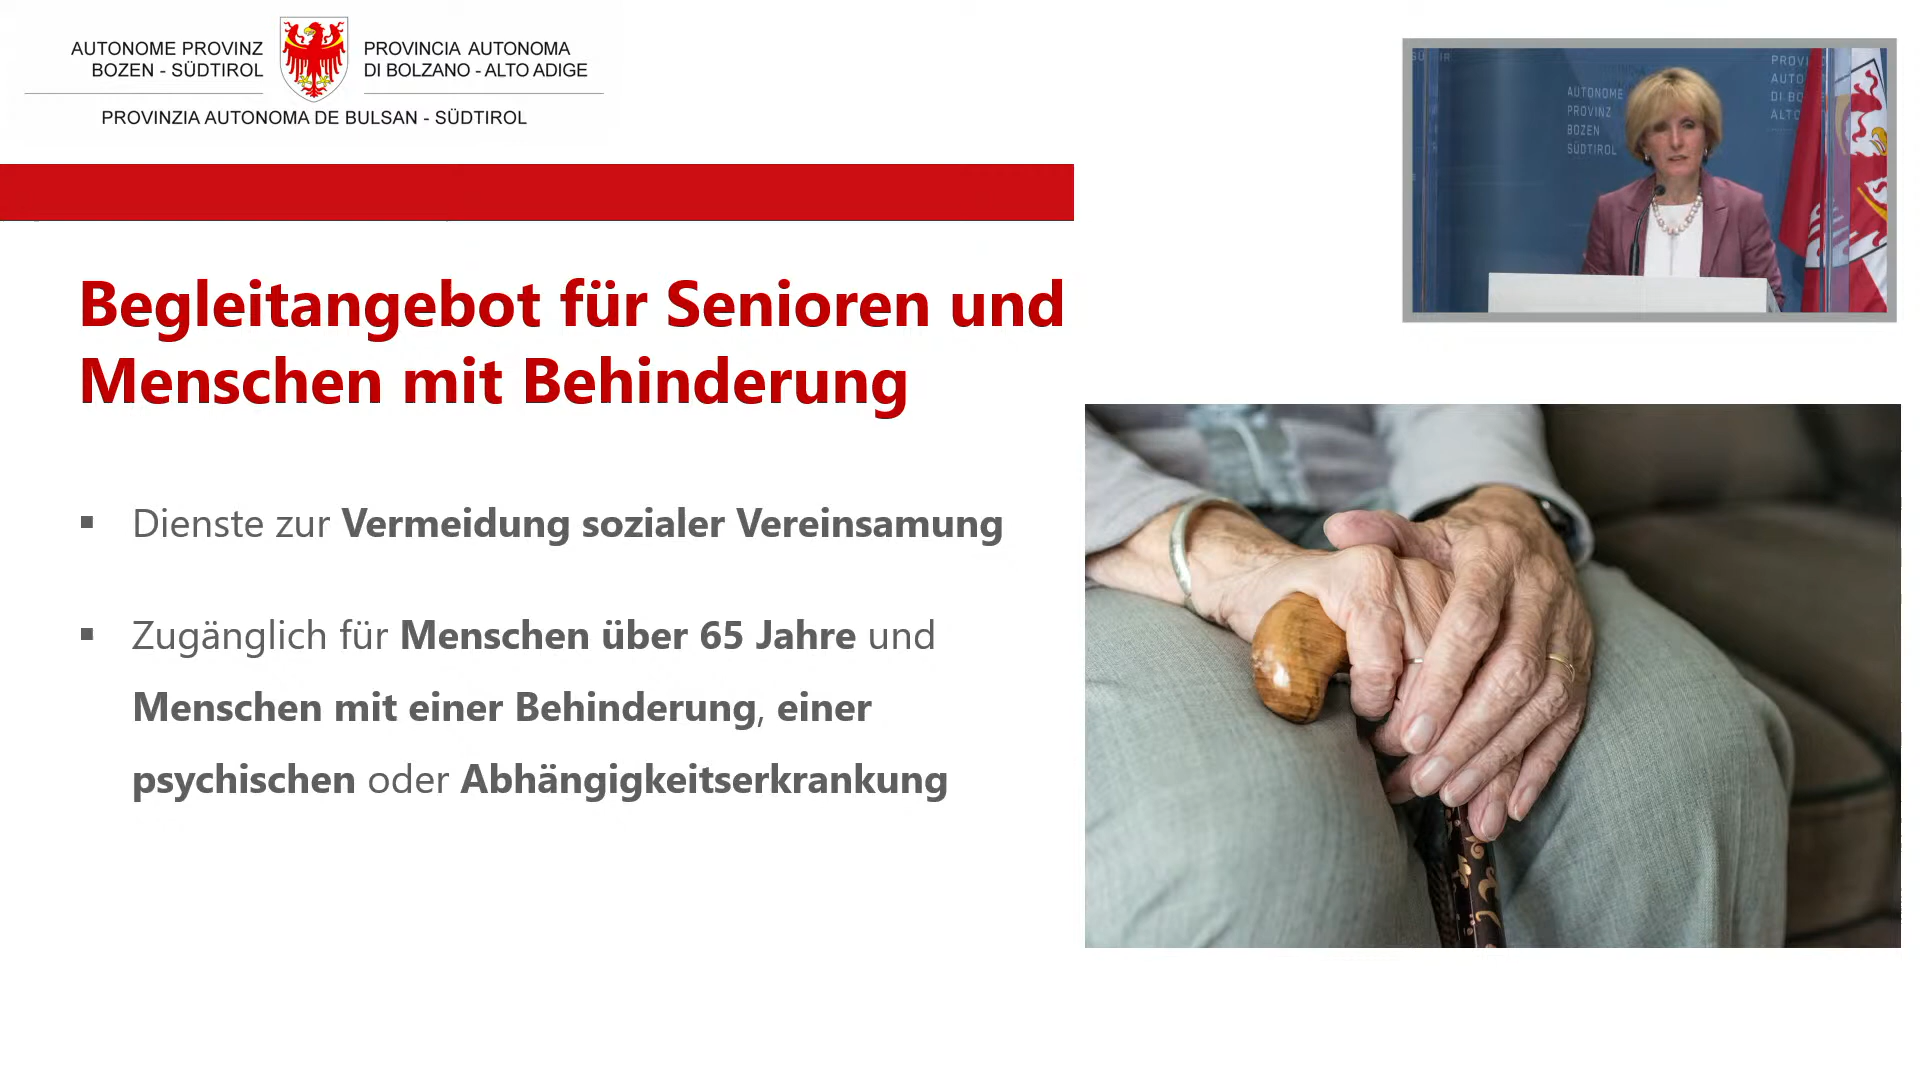 AUTONOME PROVINZ
BOZEN - SÜDTIROL
PROVINCIA AUTONOMA
DI BOLZANO - ALTO ADIGE
PROVINZIA AUTONOMA DE BULSAN - SÜDTIROL
AUTONOME
PROVINZ
BOZEN
SÜDTIROL
Begleitangebot für Senioren und
Menschen mit Behinderung
▪ Dienste zur Vermeidung sozialer Vereinsamung
▪ Zugänglich für Menschen über 65 Jahre und
Menschen mit einer Behinderung, einer
psychischen oder Abhängigkeitserkrankung